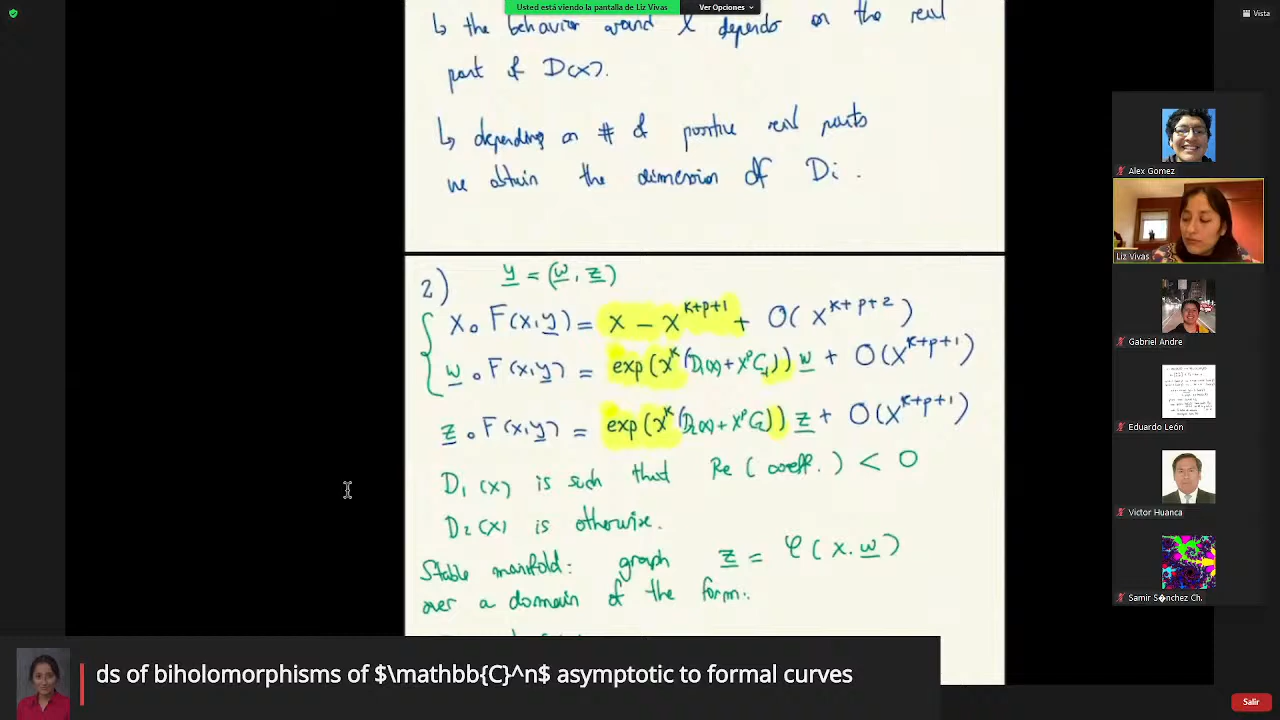 Usted está viendo la pantalla de Liz Vivas
Ver Opciones
Vista
↳ the behavior around X depends on the real
part of D(x).
↳ depending on # of positive real parts
we obtain the dimension of Di.
2) y = (w, z)
x∘F(x,y) = x - x^{k+p+1} + O(x^{k+p+2})
w∘F(x,y) = exp(x^k(D₁(x)+x^p C₁)) w + O(x^{k+p+1})
z∘F(x,y) = exp(x^k(D₂(x)+x^p C₂)) z + O(x^{k+p+1})
D₁(x) is such that Re(coeff.) < 0
D₂(x) is otherwise.
Stable manifold: graph z = φ(x.w)
over a domain of the form:
Alex Gomez
Liz Vivas
Gabriel Andre
Eduardo León
Victor Huanca
Samir S�nchez Ch.
ds of biholomorphisms of $\mathbb{C}^n$ asymptotic to formal curves
Salir